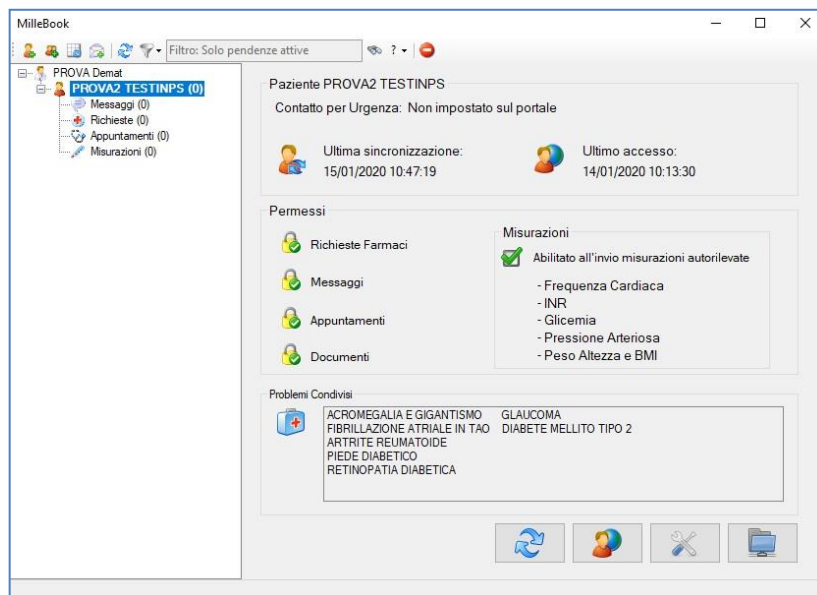 MilleBook
Filtro: Solo pendenze attive
?
PROVA Demat
PROVA2 TESTINPS (0)
Messaggi (0)
Richieste (0)
Appuntamenti (0)
Misurazioni (0)
Paziente PROVA2 TESTINPS
Contatto per Urgenza: Non impostato sul portale
Ultima sincronizzazione:
15/01/2020 10:47:19
Ultimo accesso:
14/01/2020 10:13:30
Permessi
Richieste Farmaci
Messaggi
Appuntamenti
Documenti
Misurazioni
Abilitato all'invio misurazioni autorilevate
- Frequenza Cardiaca
- INR
- Glicemia
- Pressione Arteriosa
- Peso Altezza e BMI
Problemi Condivisi
ACROMEGALIA E GIGANTISMO GLAUCOMA
FIBRILLAZIONE ATRIALE IN TAO DIABETE MELLITO TIPO 2
ARTRITE REUMATOIDE
PIEDE DIABETICO
RETINOPATIA DIABETICA